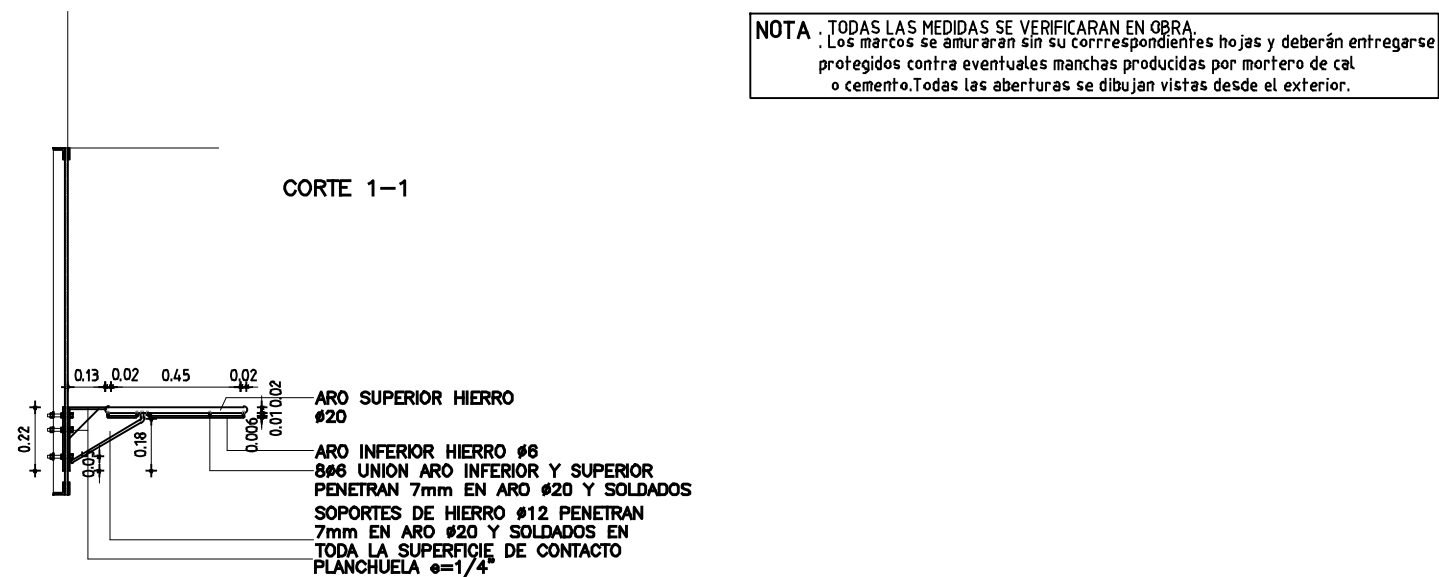 NOTA . TODAS LAS MEDIDAS SE VERIFICARAN EN OBRA.
. Los marcos se amuraran sin su corrrespondientes hojas y deberán entregarse
protegidos contra eventuales manchas producidas por mortero de cal
o cemento.Todas las aberturas se dibujan vistas desde el exterior.
CORTE 1-1
0.13 0.02 0.45 0.02
0.02
0.01
0.006
0.22
0.18
ARO SUPERIOR HIERRO
ø20
ARO INFERIOR HIERRO ø6
8ø6 UNION ARO INFERIOR Y SUPERIOR
PENETRAN 7mm EN ARO ø20 Y SOLDADOS
SOPORTES DE HIERRO ø12 PENETRAN
7mm EN ARO ø20 Y SOLDADOS EN
TODA LA SUPERFICIE DE CONTACTO
PLANCHUELA e=1/4"